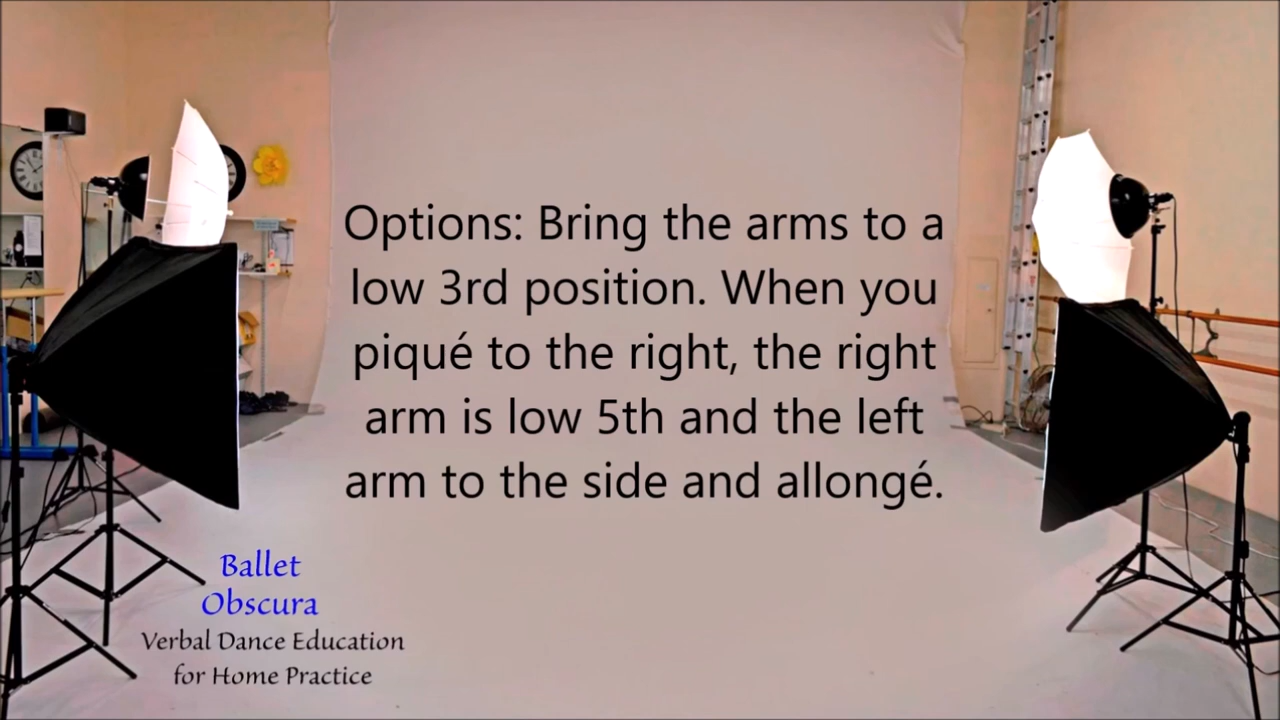 Options: Bring the arms to a
low 3rd position. When you
piqué to the right, the right
arm is low 5th and the left
arm to the side and allongé.
Ballet
Obscura
Verbal Dance Education
for Home Practice